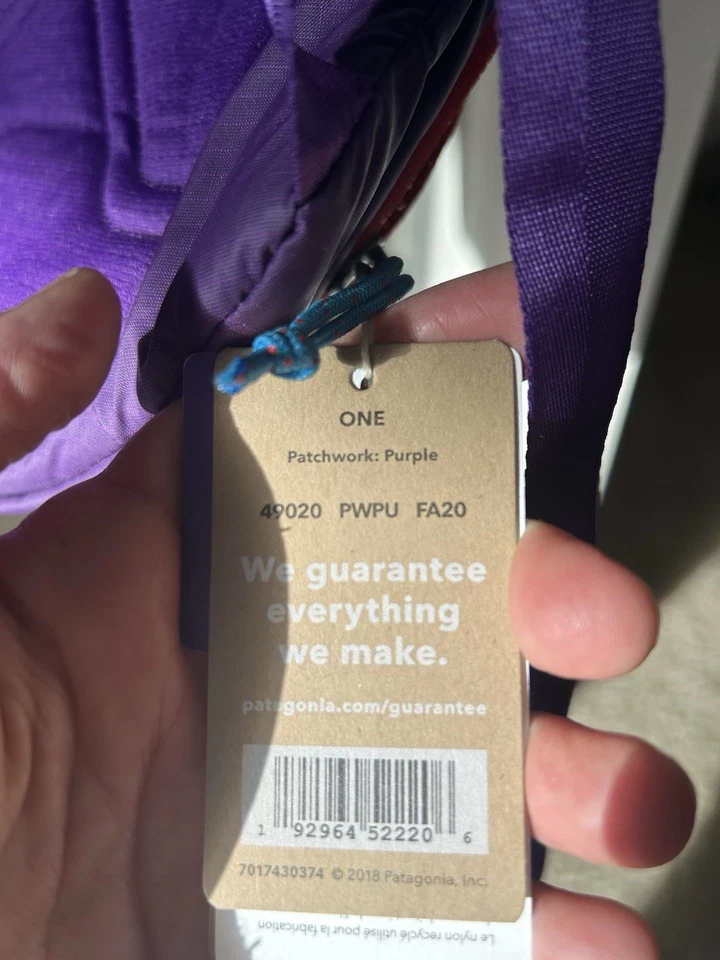 ONE
Patchwork: Purple
49020 PWPU FA20
We guarantee
everything
we make.
patagonia.com/guarantee
1 92964 52220 6
7017430374 © 2018 Patagonia, Inc.
Le nylon recyclé utilisé pour la fabrication